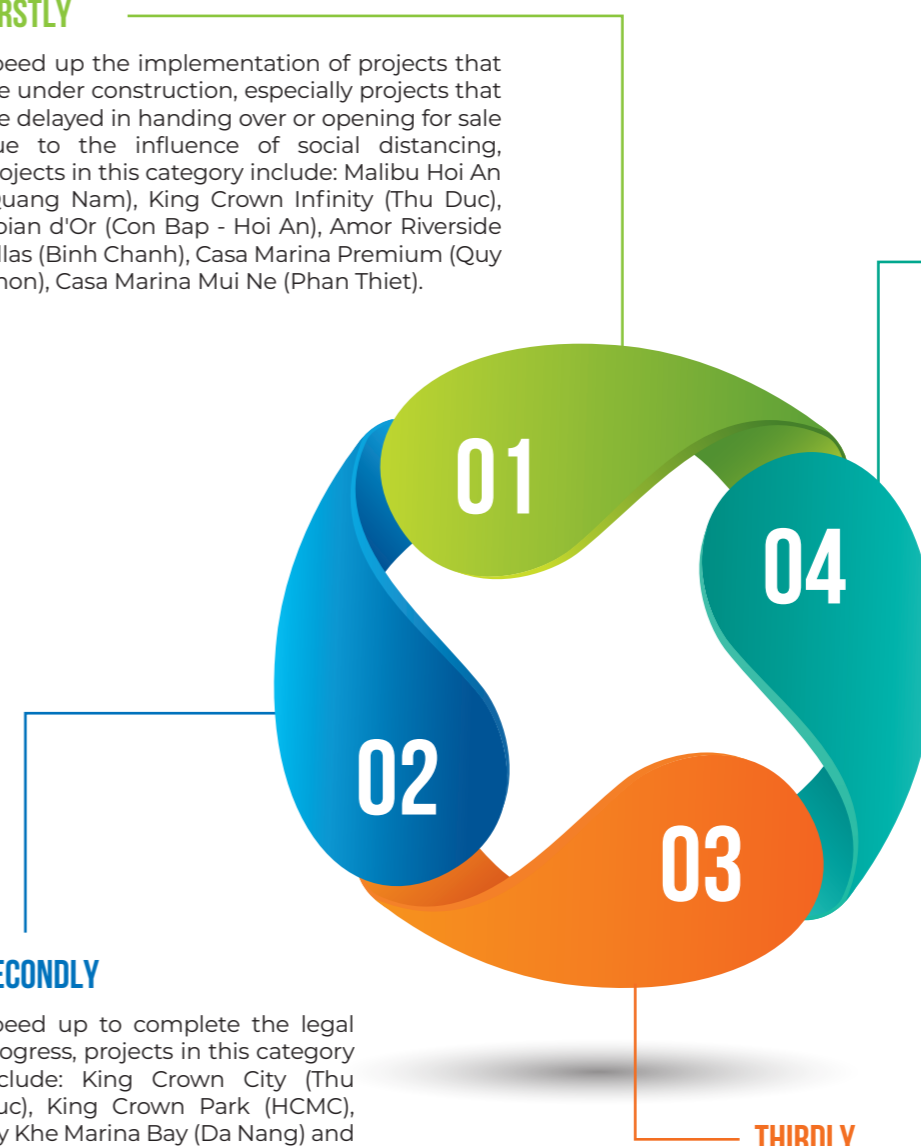 RSTLY
peed up the implementation of projects that
e under construction, especially projects that
e delayed in handing over or opening for sale
ue to the influence of social distancing,
ojects in this category include: Malibu Hoi An
Quang Nam), King Crown Infinity (Thu Duc),
oian d'Or (Con Bap - Hoi An), Amor Riverside
llas (Binh Chanh), Casa Marina Premium (Quy
hon), Casa Marina Mui Ne (Phan Thiet).
01
04
02
03
ECONDLY
peed up to complete the legal
ogress, projects in this category
clude: King Crown City (Thu
uc), King Crown Park (HCMC),
y Khe Marina Bay (Da Nang) and
THIRDLY